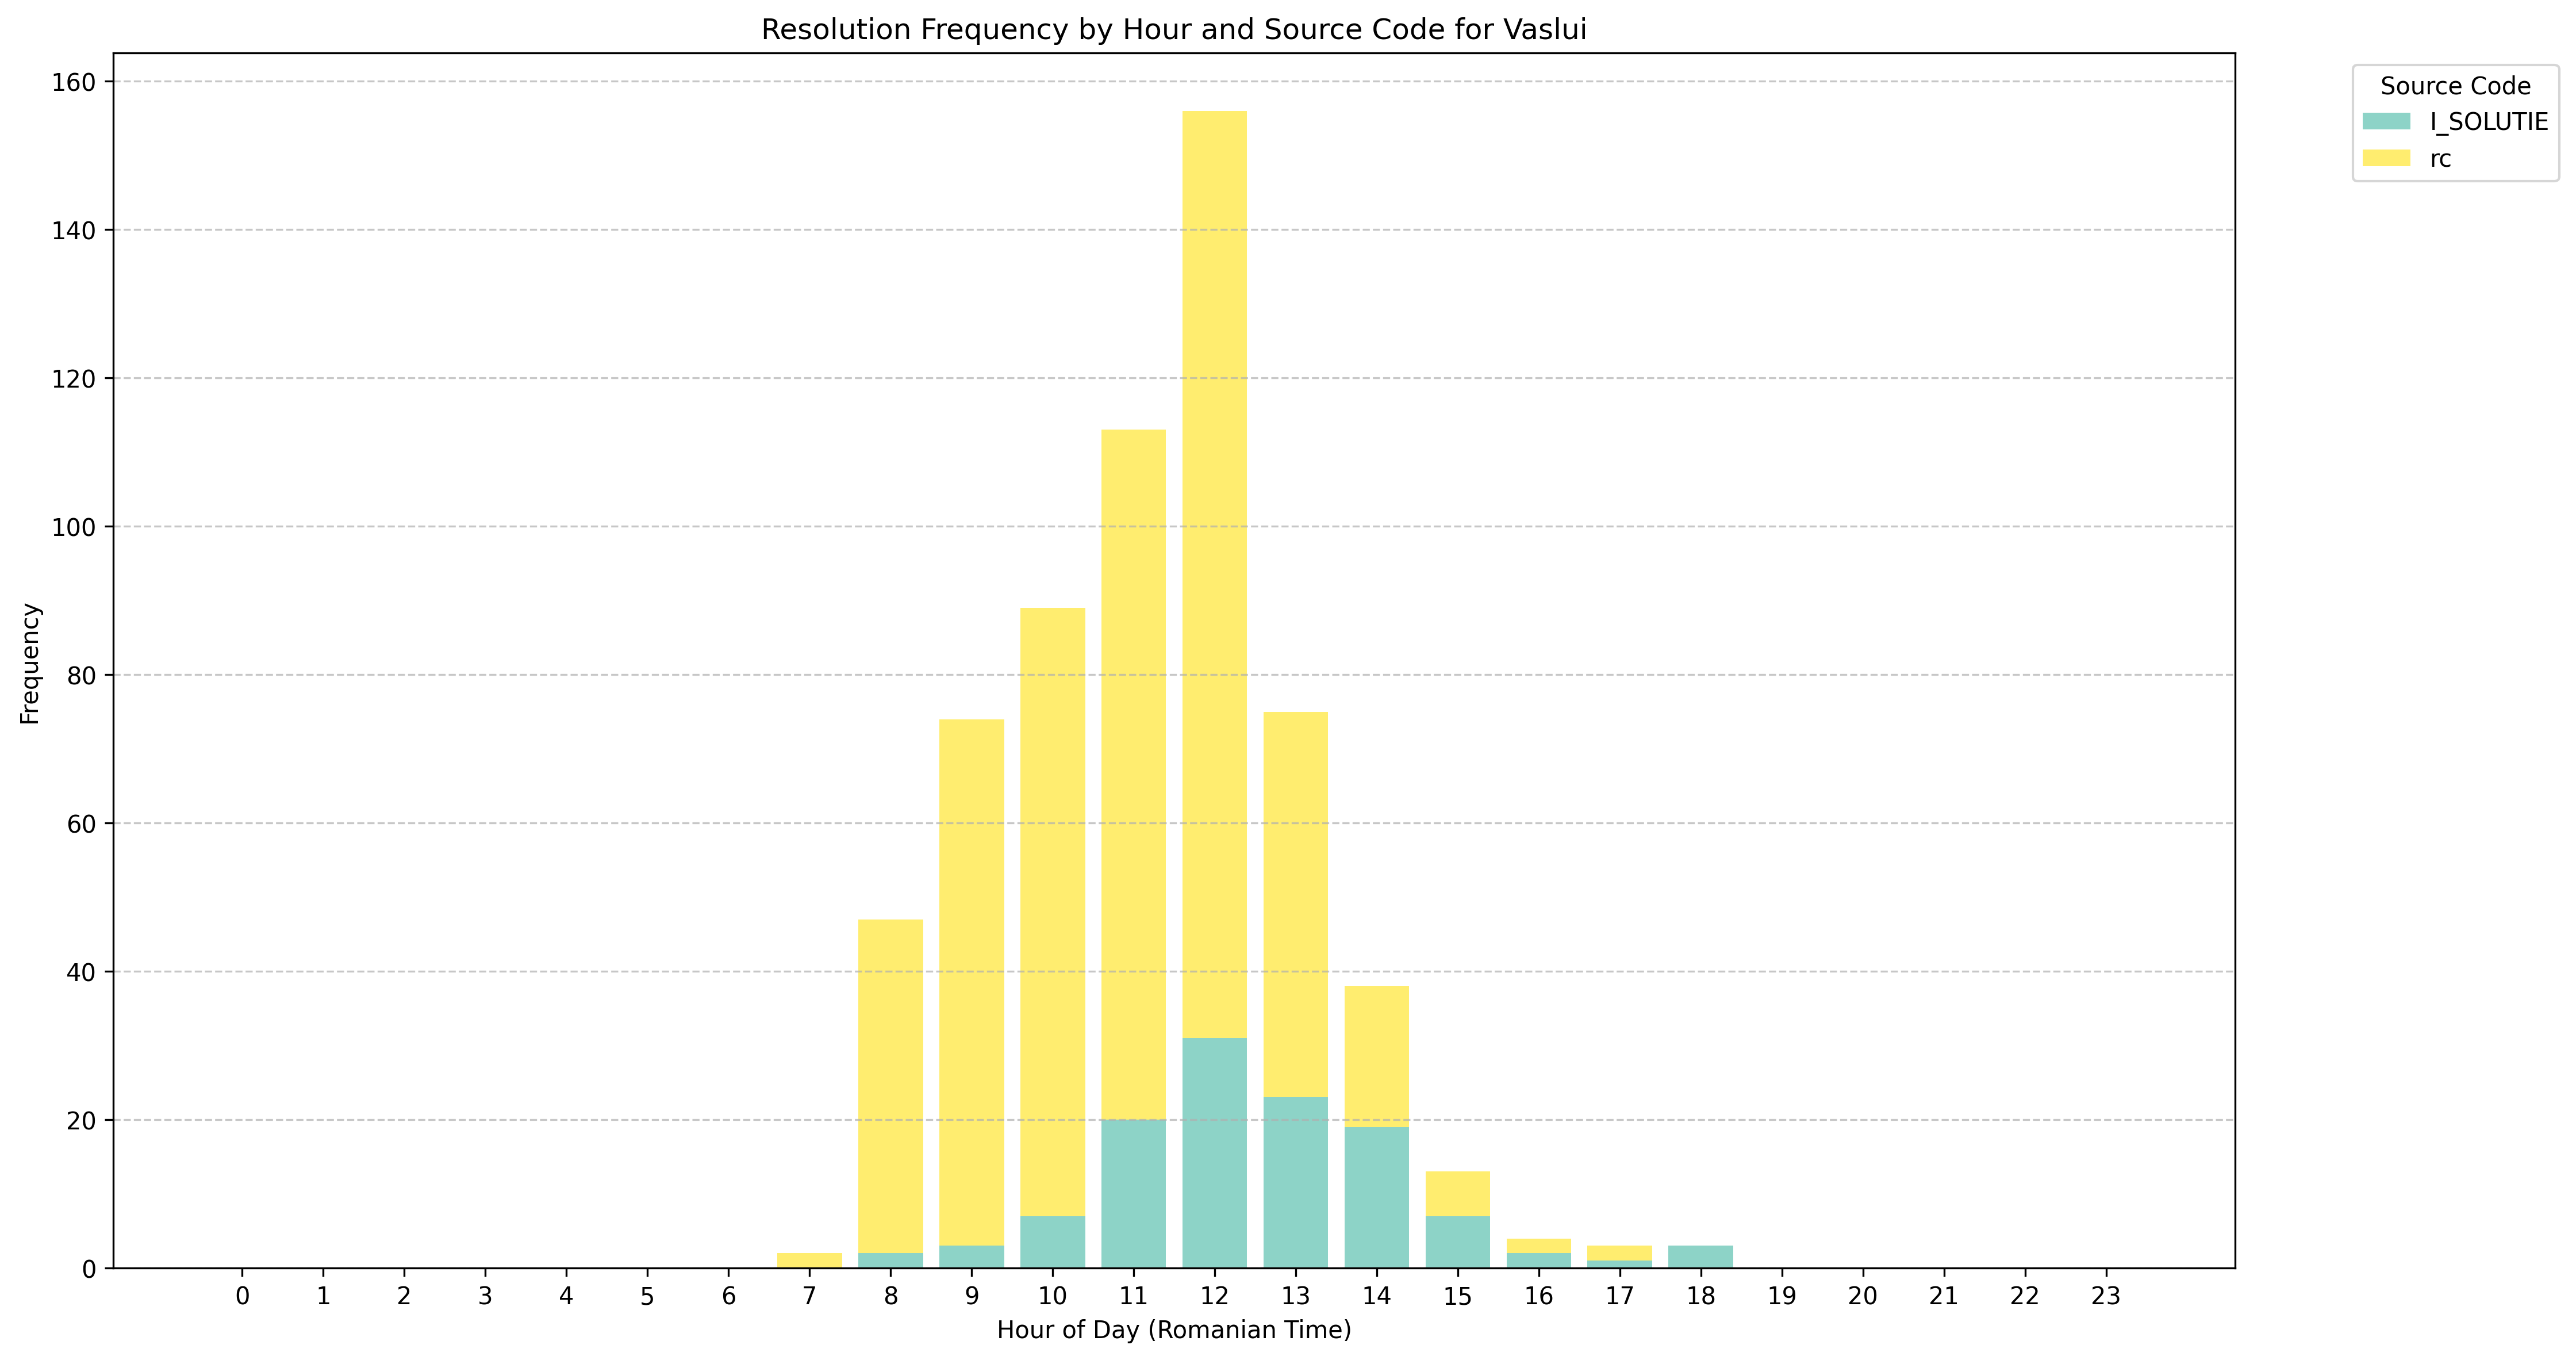 Resolution Frequency by Hour and Source Code for Vaslui
Source Code
I_SOLUTIE
rc
Frequency
160
140
120
100
80
60
40
20
0
0 1 2 3 4 5 6 7 8 9 10 11 12 13 14 15 16 17 18 19 20 21 22 23
Hour of Day (Romanian Time)